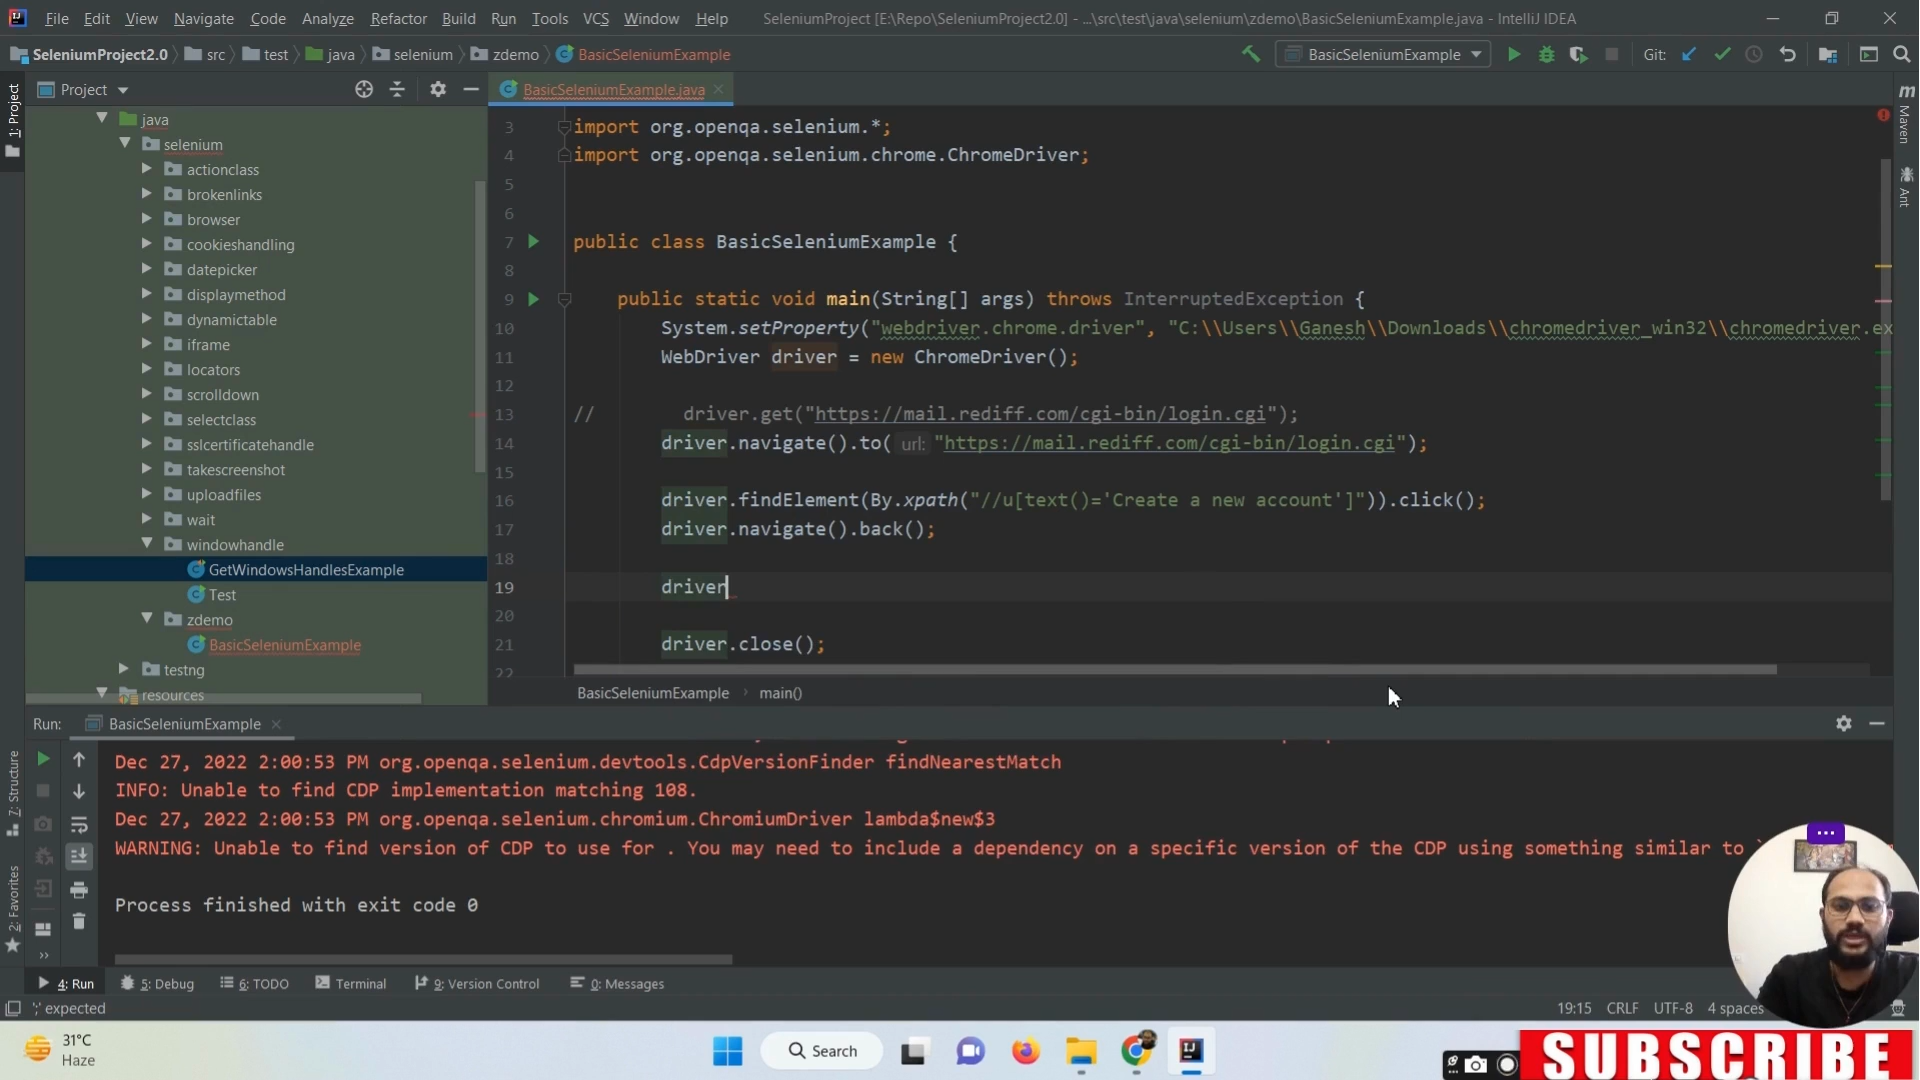 File Edit View Navigate Code Analyze Refactor Build Run Tools VCS Window Help SeleniumProject [E:\Repo\SeleniumProject2.0] - ...\src\test\java\selenium\zdemo\BasicSeleniumExample.java - IntelliJ IDEA
SeleniumProject2.0 src test java selenium zdemo BasicSeleniumExample BasicSeleniumExample Git:
1: Project
Project
BasicSeleniumExample.java
Maven
Ant
java
selenium
actionclass
brokenlinks
browser
cookieshandling
datepicker
displaymethod
dynamictable
iframe
locators
scrolldown
selectclass
sslcertificatehandle
takescreenshot
uploadfiles
wait
windowhandle
GetWindowsHandlesExample
Test
zdemo
BasicSeleniumExample
testng
resources
3 import org.openqa.selenium.*;
4 import org.openqa.selenium.chrome.ChromeDriver;
5
6
7 public class BasicSeleniumExample {
8
9 public static void main(String[] args) throws InterruptedException {
10 System.setProperty("webdriver.chrome.driver", "C:\\Users\\Ganesh\\Downloads\\chromedriver_win32\\chromedriver.ex
11 WebDriver driver = new ChromeDriver();
12
13 // driver.get("https://mail.rediff.com/cgi-bin/login.cgi");
14 driver.navigate().to( url: "https://mail.rediff.com/cgi-bin/login.cgi");
15
16 driver.findElement(By.xpath("//u[text()='Create a new account']")).click();
17 driver.navigate().back();
18
19 driver
20
21 driver.close();
22
BasicSeleniumExample › main()
Run: BasicSeleniumExample
Dec 27, 2022 2:00:53 PM org.openqa.selenium.devtools.CdpVersionFinder findNearestMatch
INFO: Unable to find CDP implementation matching 108.
Dec 27, 2022 2:00:53 PM org.openqa.selenium.chromium.ChromiumDriver lambda$new$3
WARNING: Unable to find version of CDP to use for . You may need to include a dependency on a specific version of the CDP using something similar to `
Process finished with exit code 0
7: Structure
2: Favorites
4: Run 5: Debug 6: TODO Terminal 9: Version Control 0: Messages
';' expected 19:15 CRLF UTF-8 4 spaces
31°C
Haze
Search
SUBSCRIBE